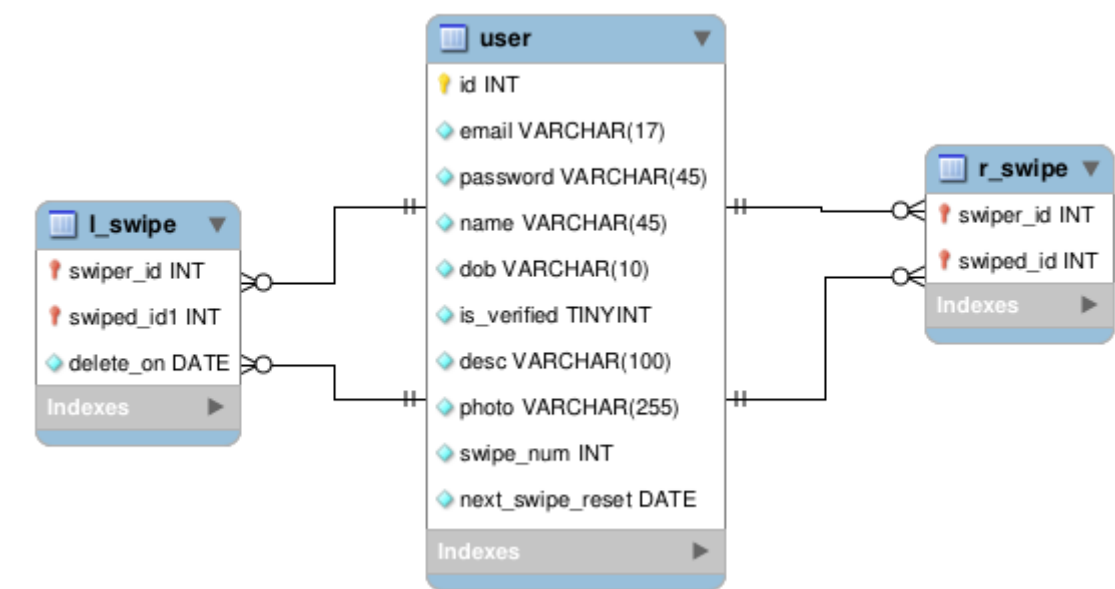 l_swipe
swiper_id INT
swiped_id1 INT
delete_on DATE
Indexes
user
id INT
email VARCHAR(17)
password VARCHAR(45)
name VARCHAR(45)
dob VARCHAR(10)
is_verified TINYINT
desc VARCHAR(100)
photo VARCHAR(255)
swipe_num INT
next_swipe_reset DATE
Indexes
r_swipe
swiper_id INT
swiped_id INT
Indexes